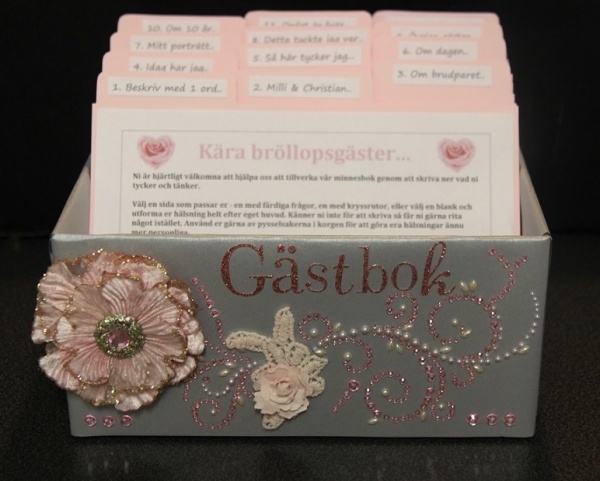 10. Om 10 år..
7. Mitt porträtt..
8. Detta tyckte jag var..
6. Om dagen..
4. Idag har jag..
5. Så här tycker jag...
3. Om brudparet..
1. Beskriv med 1 ord..
2. Milli & Christian..
Kära bröllopsgäster...
Ni är hjärtligt välkomna att hjälpa oss att tillverka vår minnesbok genom att skriva ner vad ni
tycker och tänker.
Välj en sida som passar er - en med färdiga frågor, en med kryssrutor, eller välj en blank och
utforma er hälsning helt efter eget huvud. Känner ni inte för att skriva så får ni gärna rita
något istället. Använd er gärna av pysselsakerna i korgen för att göra era hälsningar ännu
mer personliga.
Gästbok